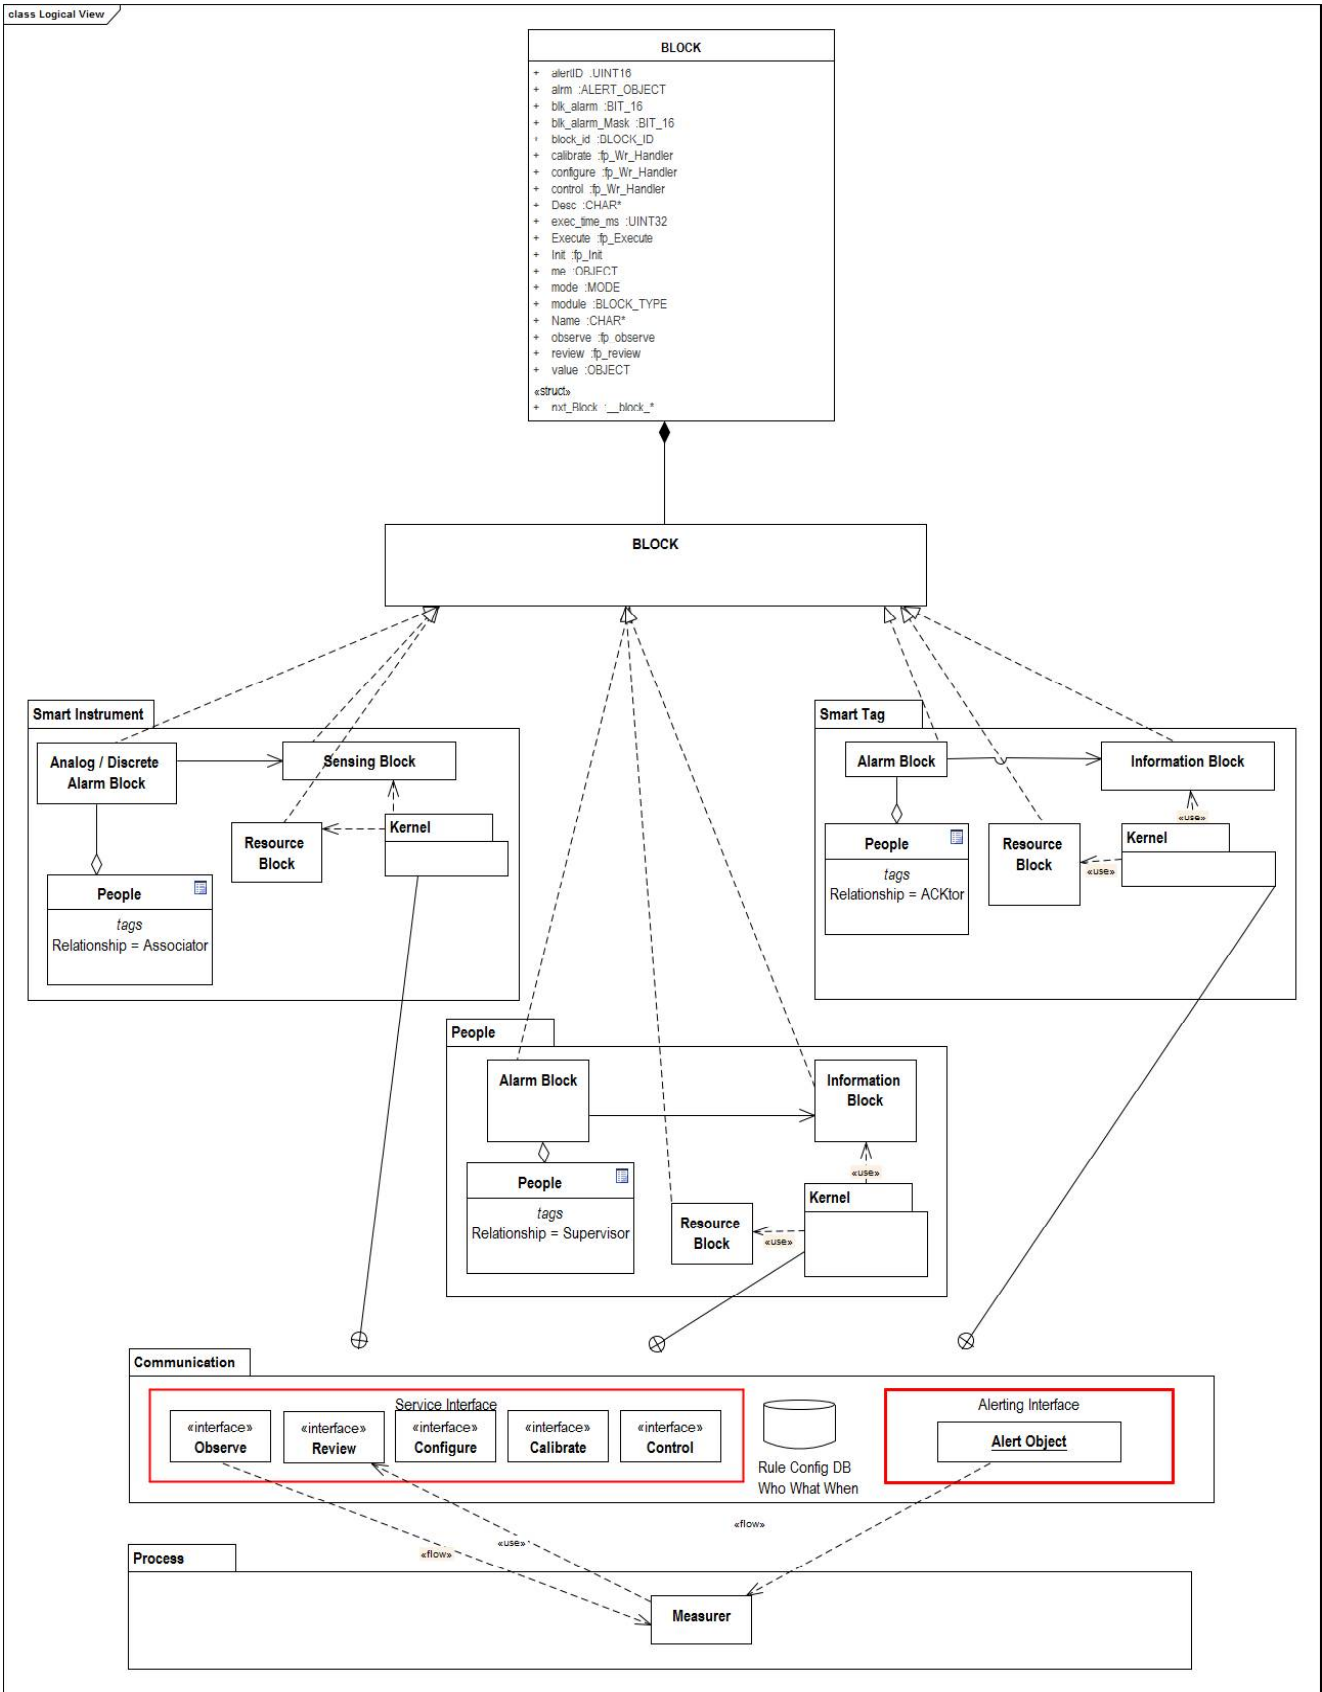 class Logical View
BLOCK
+ alertID :UINT16
+ alrm :ALERT_OBJECT
+ blk_alarm :BIT_16
+ blk_alarm_Mask :BIT_16
+ block_id :BLOCK_ID
+ calibrate :fp_Wr_Handler
+ configure :fp_Wr_Handler
+ control :fp_Wr_Handler
+ Desc :CHAR*
+ exec_time_ms :UINT32
+ Execute :fp_Execute
+ Init :fp_Init
+ me :OBJECT
+ mode :MODE
+ module :BLOCK_TYPE
+ Name :CHAR*
+ observe :fp_observe
+ review :fp_review
+ value :OBJECT
«struct»
+ nxt_Block :__block_*
BLOCK
Smart Instrument
Analog / Discrete
Alarm Block
Sensing Block
Resource
Block
Kernel
People
tags
Relationship = Associator
Smart Tag
Alarm Block
Information Block
«use»
People
tags
Relationship = ACKtor
Resource
Block
«use»
Kernel
People
Alarm Block
Information
Block
People
tags
Relationship = Supervisor
«use»
Resource
Block
«use»
Kernel
Communication
Service Interface
«interface»
Observe
«interface»
Review
«interface»
Configure
«interface»
Calibrate
«interface»
Control
Rule Config DB
Who What When
Alerting Interface
Alert Object
«flow»
«use»
«flow»
Process
Measurer